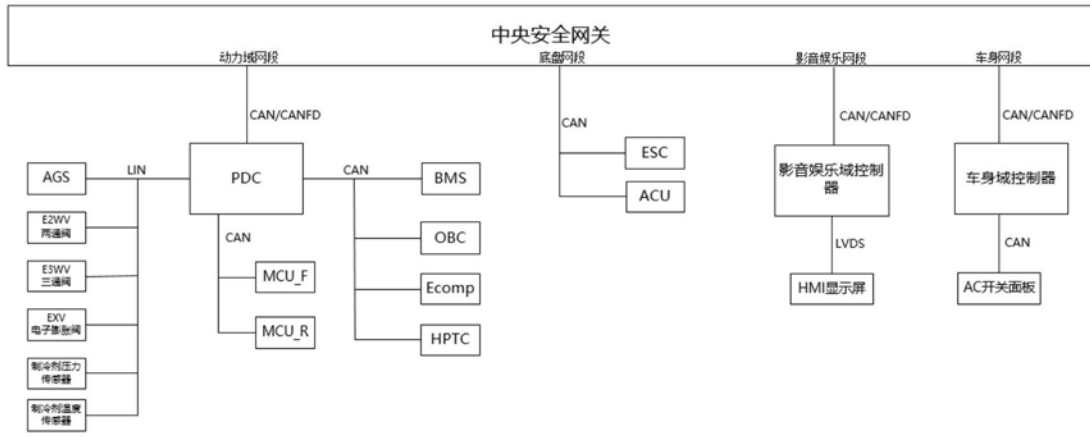 中央安全网关
动力域网段
底盘网段
影音娱乐网段
车身网段
CAN/CANFD
CAN
CAN/CANFD
CAN/CANFD
AGS
LIN
PDC
CAN
BMS
ESC
影音娱乐域控制
器
车身域控制器
ACU
E2WV
两通阀
CAN
OBC
LVDS
CAN
E3WV
三通阀
MCU_F
Ecomp
HMI显示屏
AC开关面板
EXV
电子膨胀阀
MCU_R
HPTC
制冷剂压力
传感器
制冷剂温度
传感器